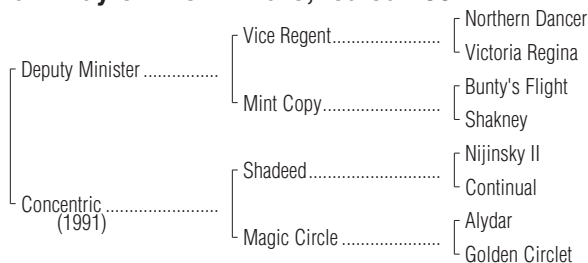 Northern Dancer
Vice Regent
Victoria Regina
Deputy Minister
Bunty's Flight
Mint Copy
Shakney
Nijinsky II
Shadeed
Continual
Concentric
(1991)
Alydar
Magic Circle
Golden Circlet